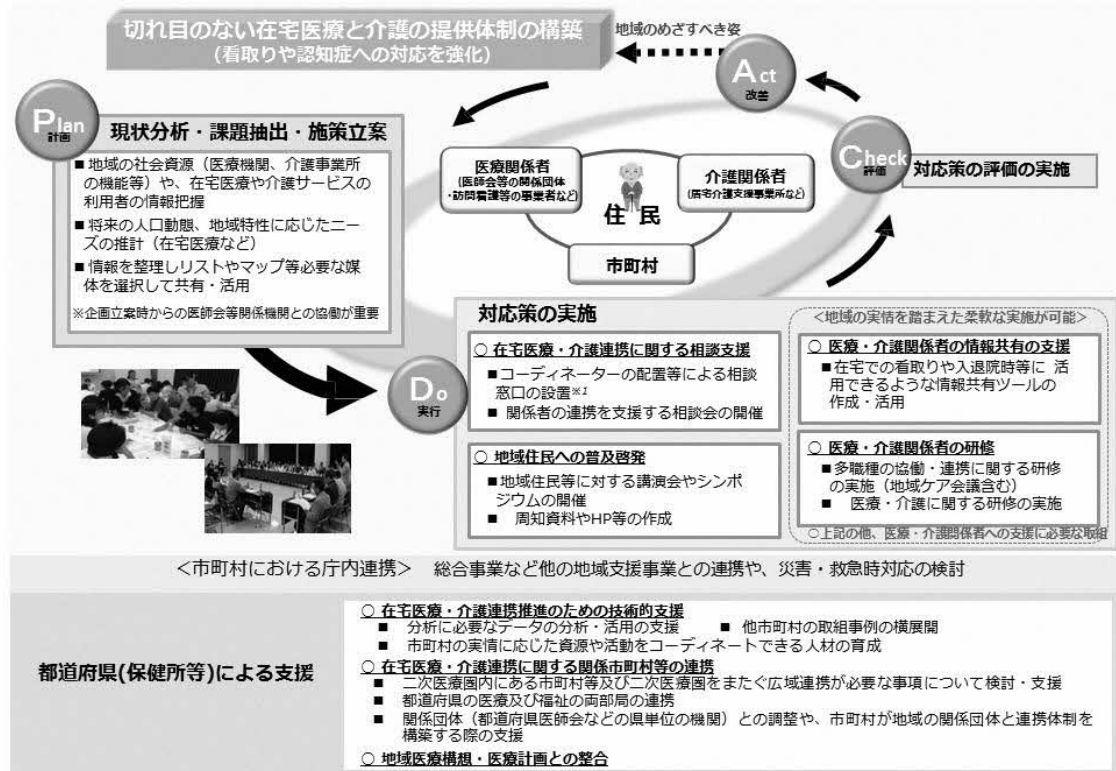 切れ目のない在宅医療と介護の提供体制の構築
(看取りや認知症への対応を強化)
地域のめざすべき姿
Act
改善
Plan
計画
現状分析・課題抽出・施策立案
■ 地域の社会資源（医療機関、介護事業所
の機能等）や、在宅医療や介護サービスの
利用者の情報把握
■ 将来の人口動態、地域特性に応じたニー
ズの推計（在宅医療など）
■ 情報を整理しリストやマップ等必要な媒
体を選択して共有・活用
※企画立案時からの医師会等関係機関との協働が重要
医療関係者
(医師会等の関係団体
・訪問看護等の事業者など)
介護関係者
(居宅介護支援事業所など)
住民
市町村
Check
評価
対応策の評価の実施
Do
実行
対応策の実施
○ 在宅医療・介護連携に関する相談支援
■コーディネーターの配置等による相談
窓口の設置※1
■ 関係者の連携を支援する相談会の開催
○ 地域住民への普及啓発
■地域住民等に対する講演会やシンポ
ジウムの開催
■ 周知資料やHP等の作成
<地域の実情を踏まえた柔軟な実施が可能>
○ 医療・介護関係者の情報共有の支援
■在宅での看取りや入退院時等に 活
用できるような情報共有ツールの
作成・活用
○ 医療・介護関係者の研修
■多職種の協働・連携に関する研修
の実施（地域ケア会議含む）
■ 医療・介護に関する研修の実施
○上記の他、医療・介護関係者への支援に必要な取組
＜市町村における庁内連携＞ 総合事業など他の地域支援事業との連携や、災害・救急時対応の検討
都道府県(保健所等)による支援
○ 在宅医療・介護連携推進のための技術的支援
■ 分析に必要なデータの分析・活用の支援 ■ 他市町村の取組事例の横展開
■ 市町村の実情に応じた資源や活動をコーディネートできる人材の育成
○ 在宅医療・介護連携に関する関係市町村等の連携
■ 二次医療圏内にある市町村等及び二次医療圏をまたぐ広域連携が必要な事項について検討・支援
■ 都道府県の医療及び福祉の両部局の連携
■ 関係団体（都道府県医師会などの県単位の機関）との調整や、市町村が地域の関係団体と連携体制を
構築する際の支援
○ 地域医療構想・医療計画との整合